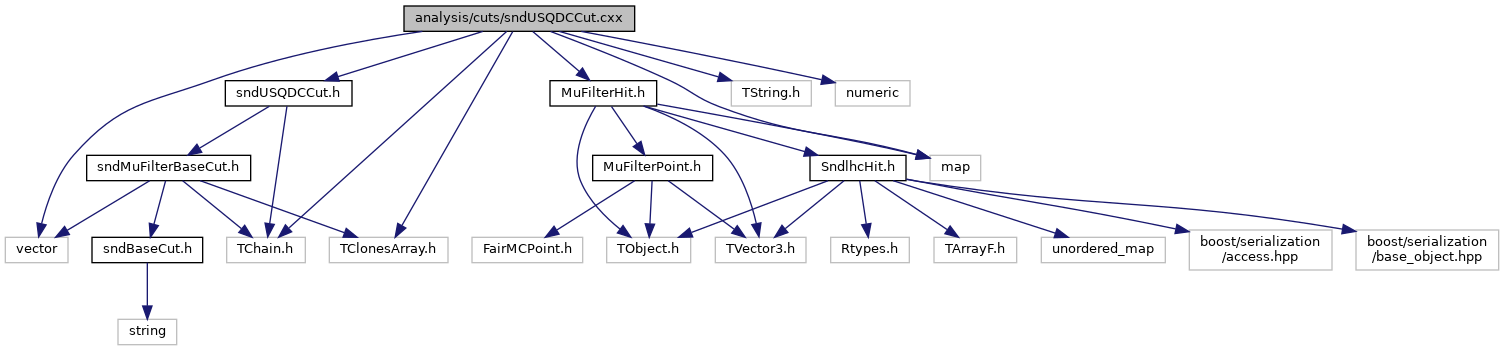 analysis/cuts/sndUSQDCCut.cxx
sndUSQDCCut.h
MuFilterHit.h
TString.h
numeric
sndMuFilterBaseCut.h
MuFilterPoint.h
SndlhcHit.h
map
vector
sndBaseCut.h
TChain.h
TClonesArray.h
FairMCPoint.h
TObject.h
TVector3.h
Rtypes.h
TArrayF.h
unordered_map
boost/serialization
/access.hpp
boost/serialization
/base_object.hpp
string